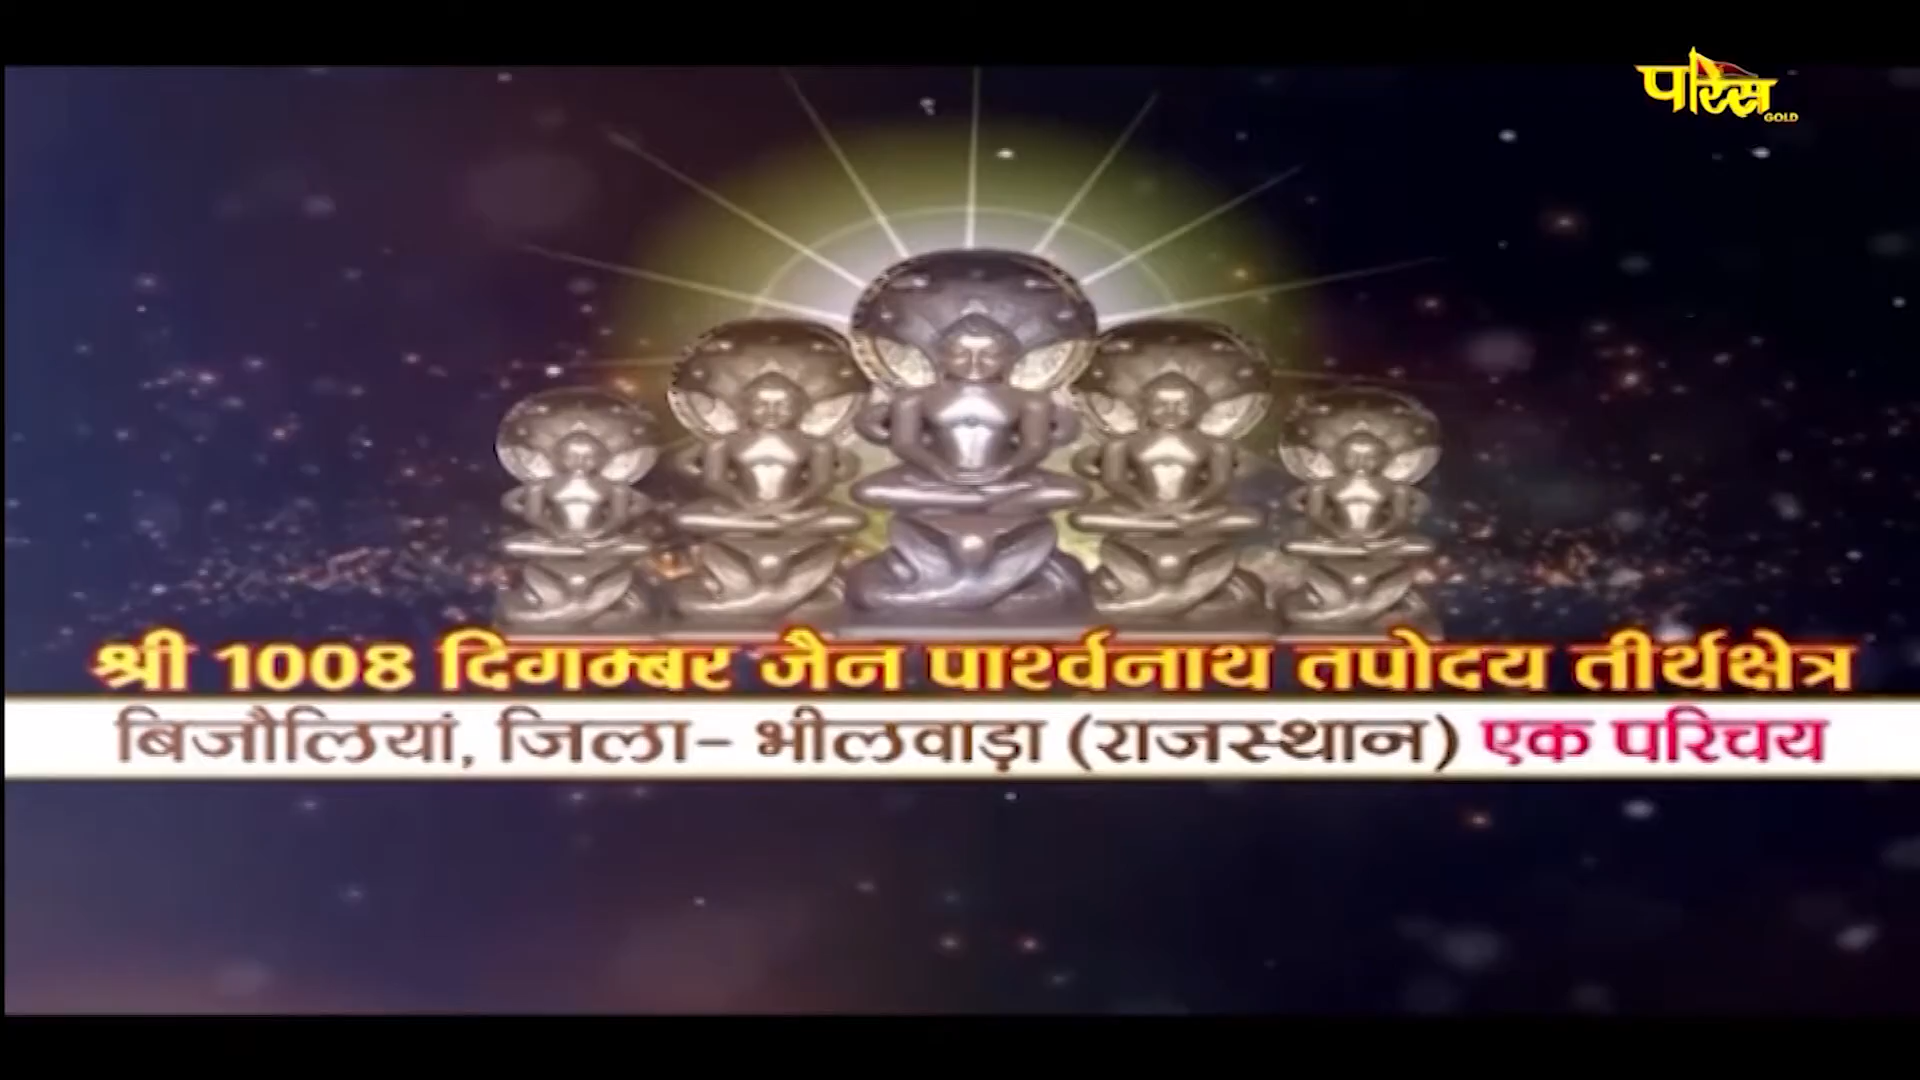 पारस
GOLD
श्री 1008 दिगम्बर जैन पार्श्वनाथ तपोदय तीर्थक्षेत्र
बिजौलियां, जिला- भीलवाड़ा (राजस्थान) एक परिचय